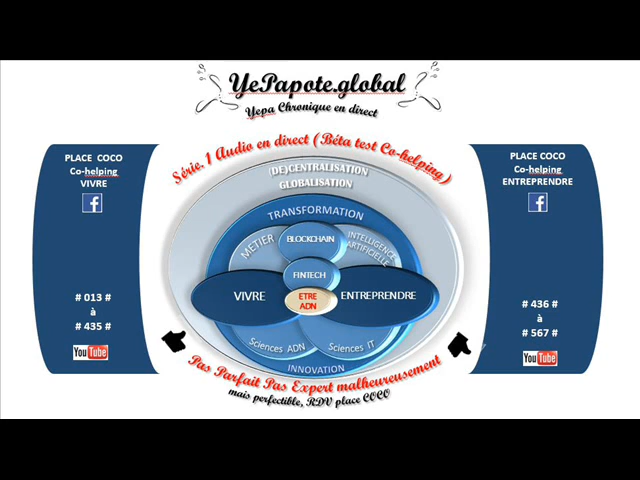 YePapote.global
Yepa Chronique en direct
Série, 1 Audio en direct (Béta test Co-helping)
PLACE COCO
Co-helping
VIVRE
# 013 #
à
# 435 #
YouTube
(DE)CENTRALISATION
GLOBALISATION
TRANSFORMATION
METIER
BLOCKCHAIN
INTELLIGENCE
ARTIFICIELLE
FINTECH
VIVRE
ETRE
ADN
ENTREPRENDRE
Sciences ADN
Sciences IT
INNOVATION
Pas Parfait Pas Expert malheureusement
mais perfectible, RDV place COCO
PLACE COCO
Co-helping
ENTREPRENDRE
# 436 #
à
# 567 #
YouTube